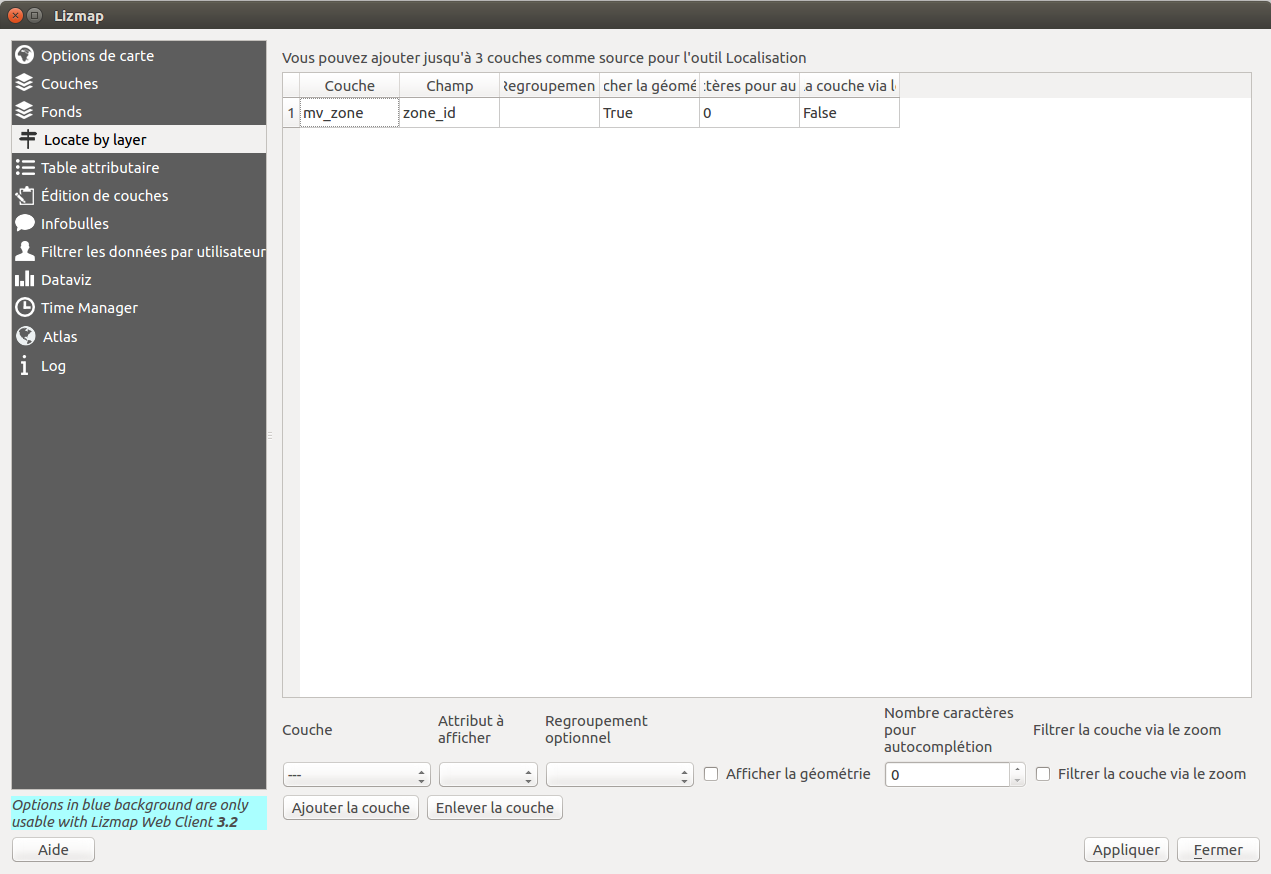 Lizmap
Options de carte
Couches
Fonds
Locate by layer
Table attributaire
Édition de couches
Infobulles
Filtrer les données par utilisateur
Dataviz
Time Manager
Atlas
Log
Options in blue background are only
usable with Lizmap Web Client 3.2
Aide
Vous pouvez ajouter jusqu'à 3 couches comme source pour l'outil Localisation
Couche Champ Regroupemen cher la géomé tères pour au la couche via l
1 mv_zone zone_id True 0 False
Couche
Attribut à
afficher
Regroupement
optionnel
Nombre caractères
pour
autocomplétion
Filtrer la couche via le zoom
--- Afficher la géométrie 0 Filtrer la couche via le zoom
Ajouter la couche Enlever la couche
Appliquer Fermer